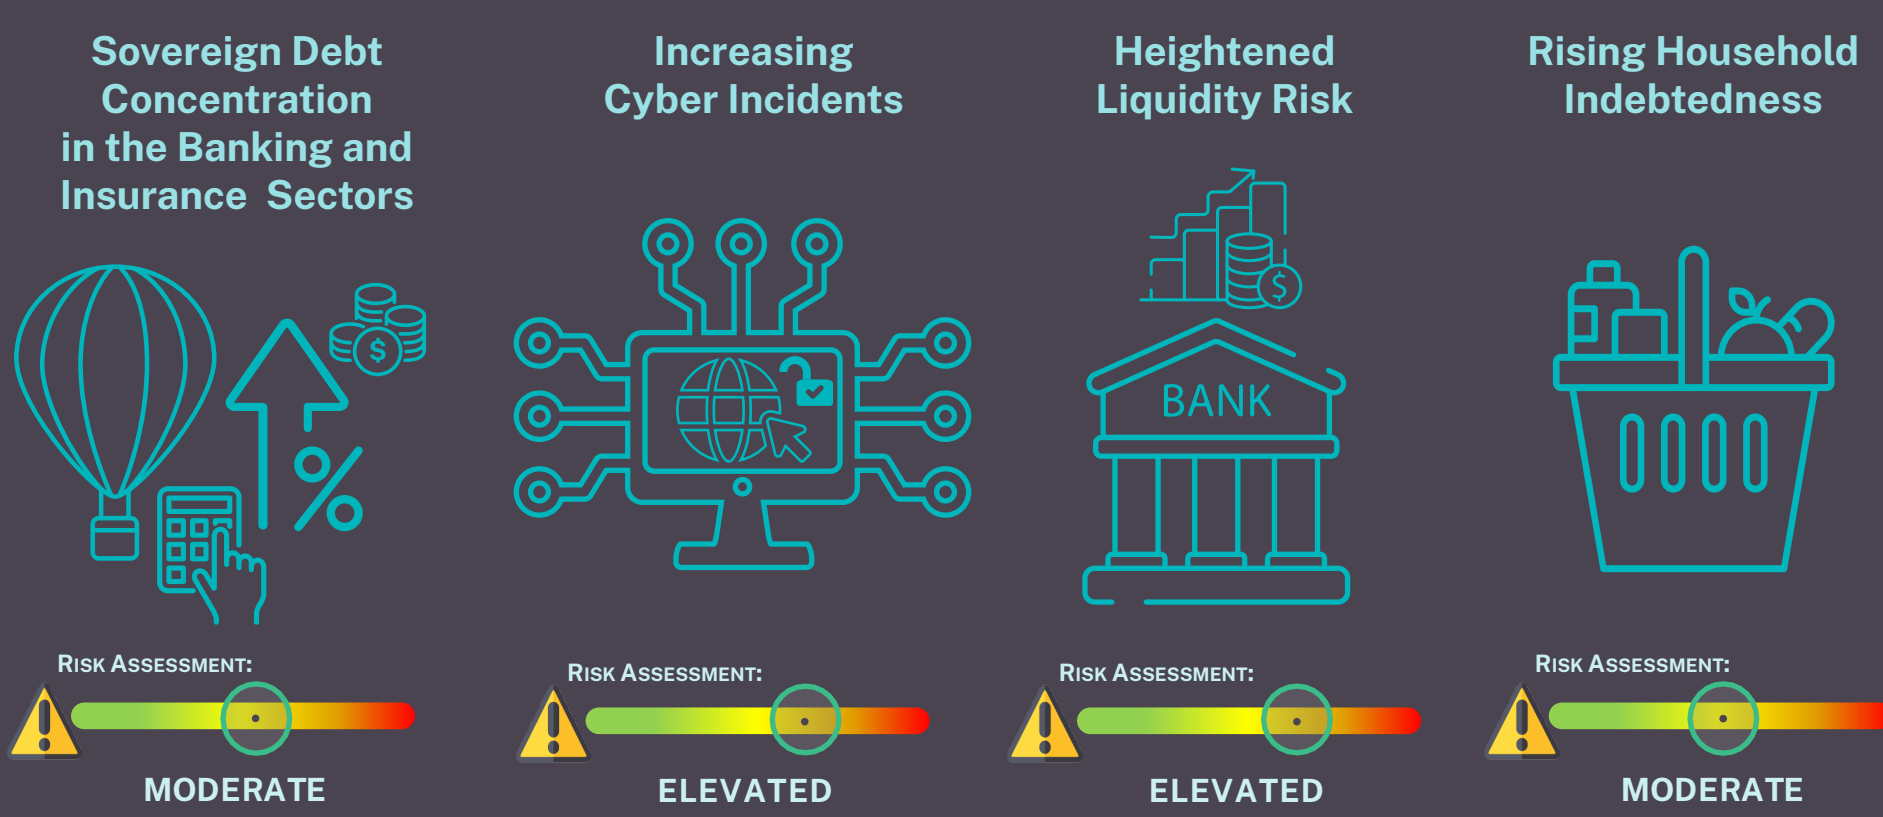 Sovereign Debt
Concentration
in the Banking and
Insurance Sectors
$
%
RISK ASSESSMENT:
MODERATE
Increasing
Cyber Incidents
RISK ASSESSMENT:
ELEVATED
Heightened
Liquidity Risk
$
BANK
RISK ASSESSMENT:
ELEVATED
Rising Household
Indebtedness
RISK ASSESSMENT:
MODERATE